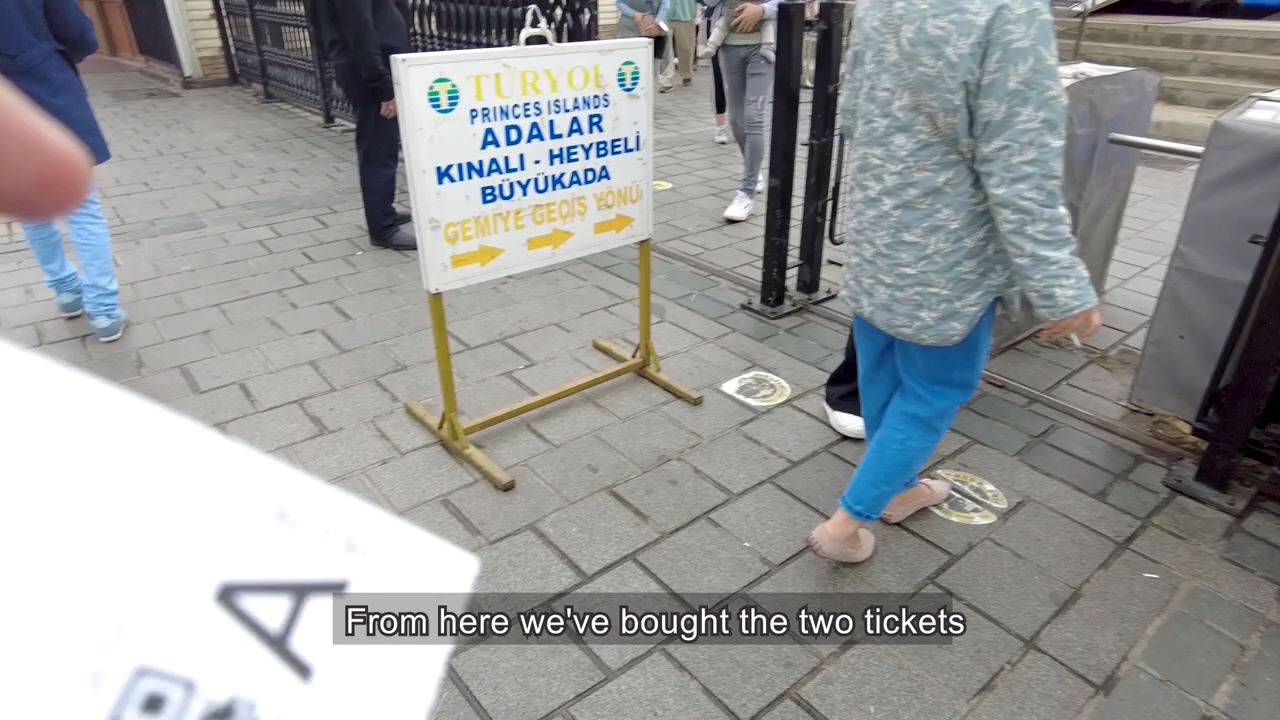 TURYOL
PRINCES ISLANDS
ADALAR
KINALI - HEYBELİ
BÜYÜKADA
GEMİYE GEÇİŞ YÖNÜ
A
From here we've bought the two tickets